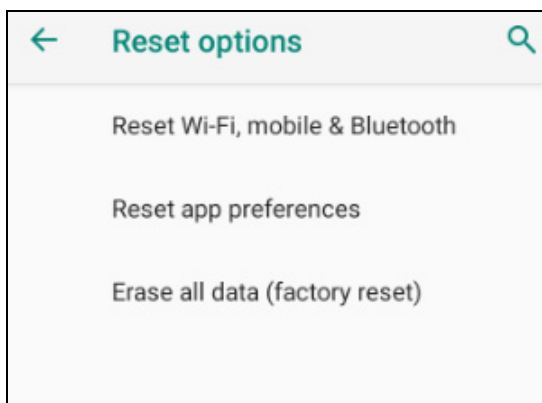 Reset options
Reset Wi-Fi, mobile & Bluetooth
Reset app preferences
Erase all data (factory reset)